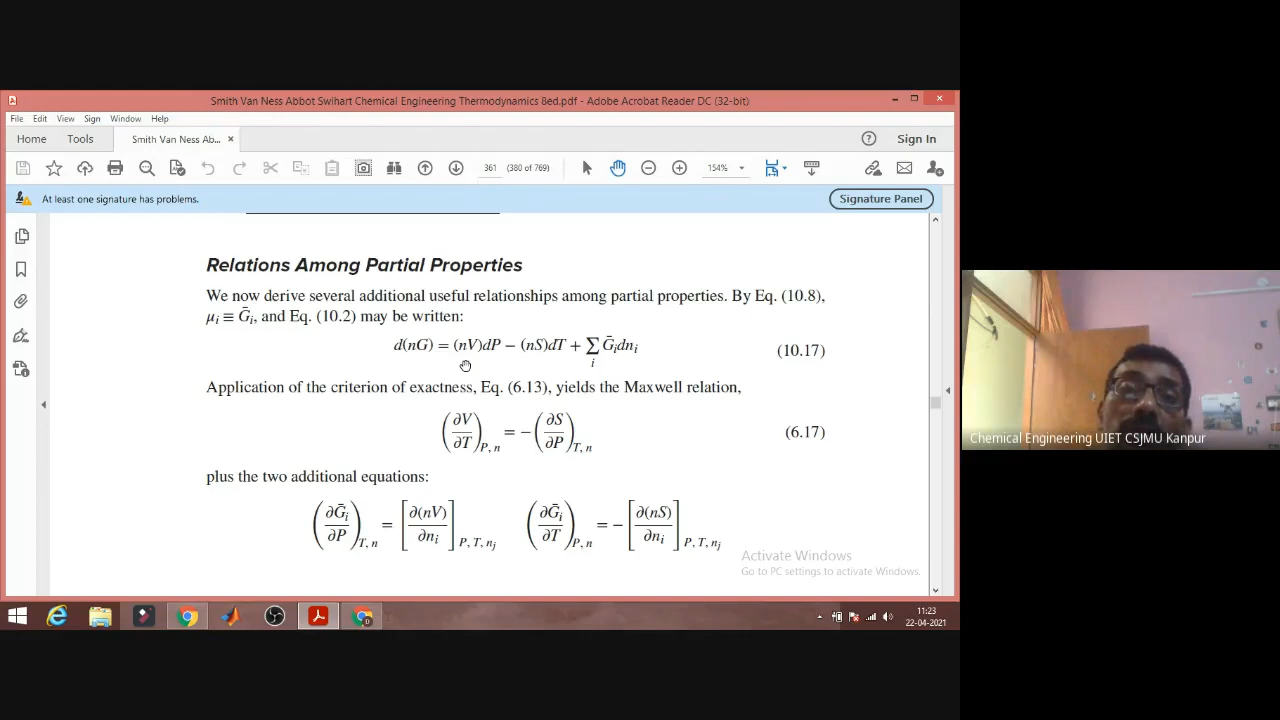 Smith Van Ness Abbot Swihart Chemical Engineering Thermodynamics 8ed.pdf - Adobe Acrobat Reader DC (32-bit)
File Edit View Sign Window Help
Home Tools Smith Van Ness Ab... × Sign In
361 (380 of 769) 154%
At least one signature has problems. Signature Panel
Relations Among Partial Properties
We now derive several additional useful relationships among partial properties. By Eq. (10.8),
μi ≡ Ḡi, and Eq. (10.2) may be written:
d(nG) = (nV)dP − (nS)dT + ∑i Ḡi dni (10.17)
Application of the criterion of exactness, Eq. (6.13), yields the Maxwell relation,
(∂V/∂T)P, n = −(∂S/∂P)T, n (6.17)
plus the two additional equations:
(∂Ḡi/∂P)T, n = [∂(nV)/∂ni]P, T, nj (∂Ḡi/∂T)P, n = −[∂(nS)/∂ni]P, T, nj
Activate Windows
Go to PC settings to activate Windows.
11:23
22-04-2021
Chemical Engineering UIET CSJMU Kanpur